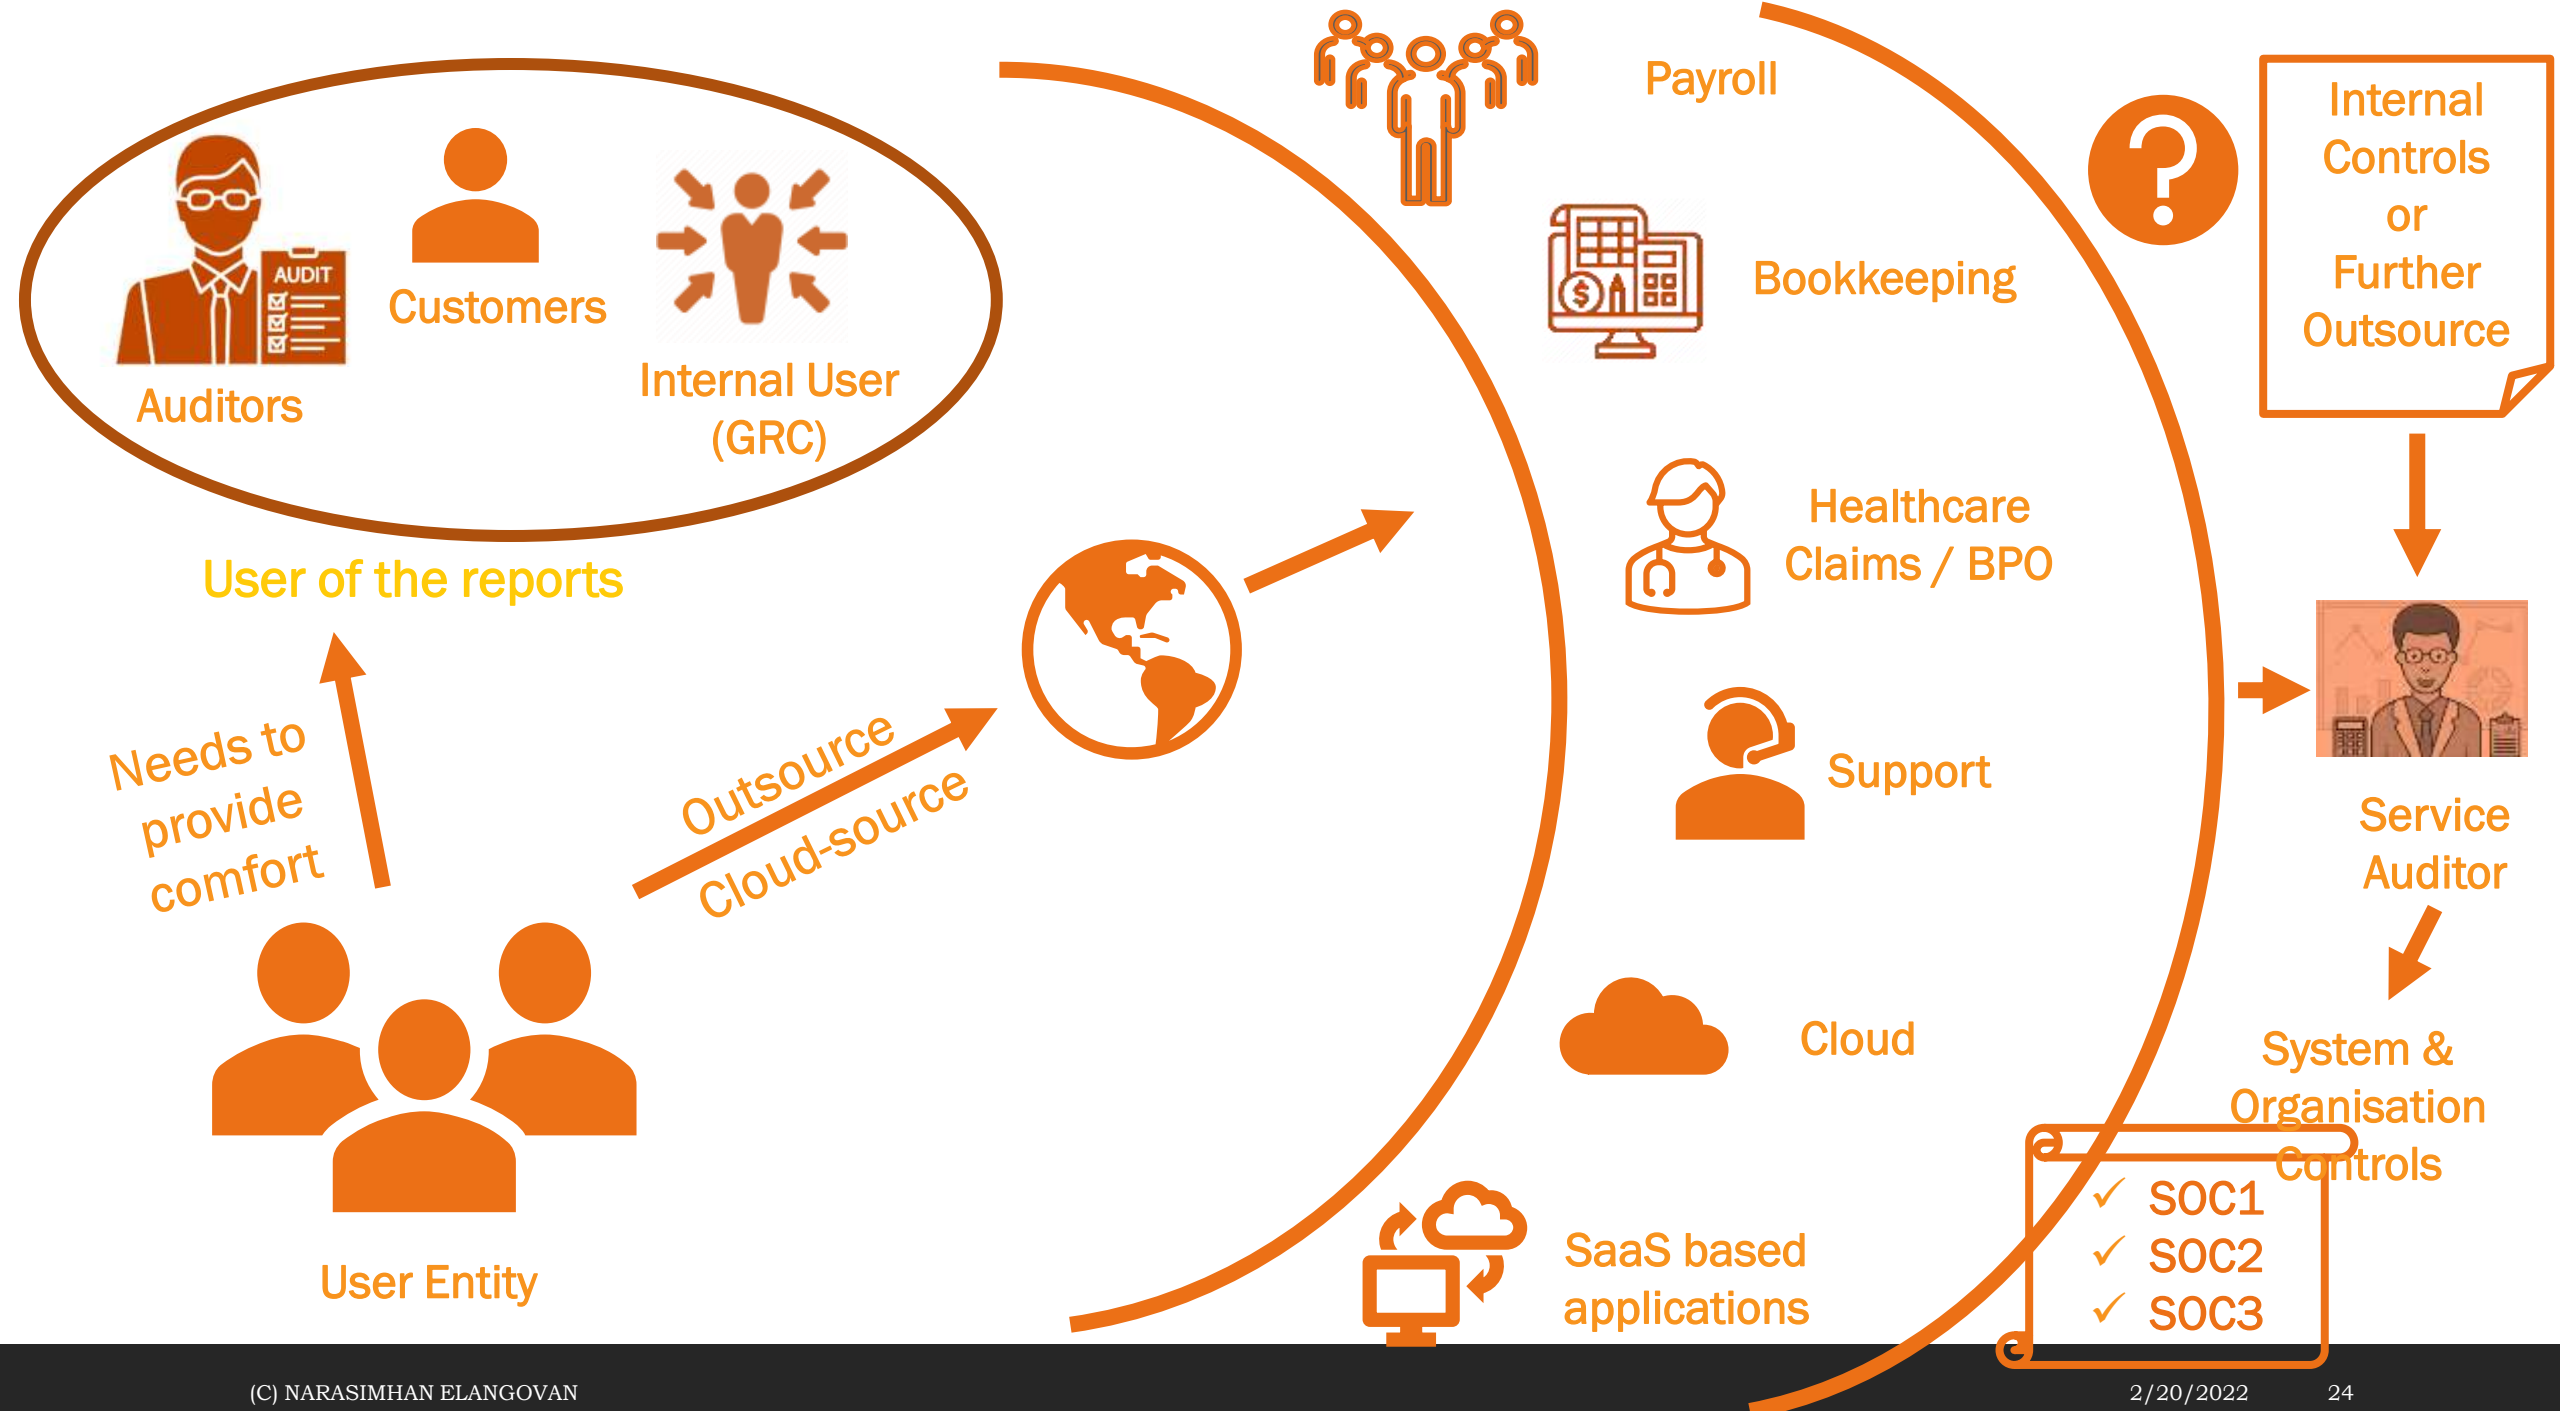 AUDIT
Auditors
Customers
Internal User
(GRC)
User of the reports
Needs to
provide
comfort
User Entity
Outsource
Cloud-source
Payroll
Bookkeeping
Healthcare
Claims / BPO
Support
Cloud
SaaS based
applications
Internal
Controls
or
Further
Outsource
Service
Auditor
System &
Organisation
Controls
✓ SOC1
✓ SOC2
✓ SOC3
(C) NARASIMHAN ELANGOVAN
2/20/2022
24